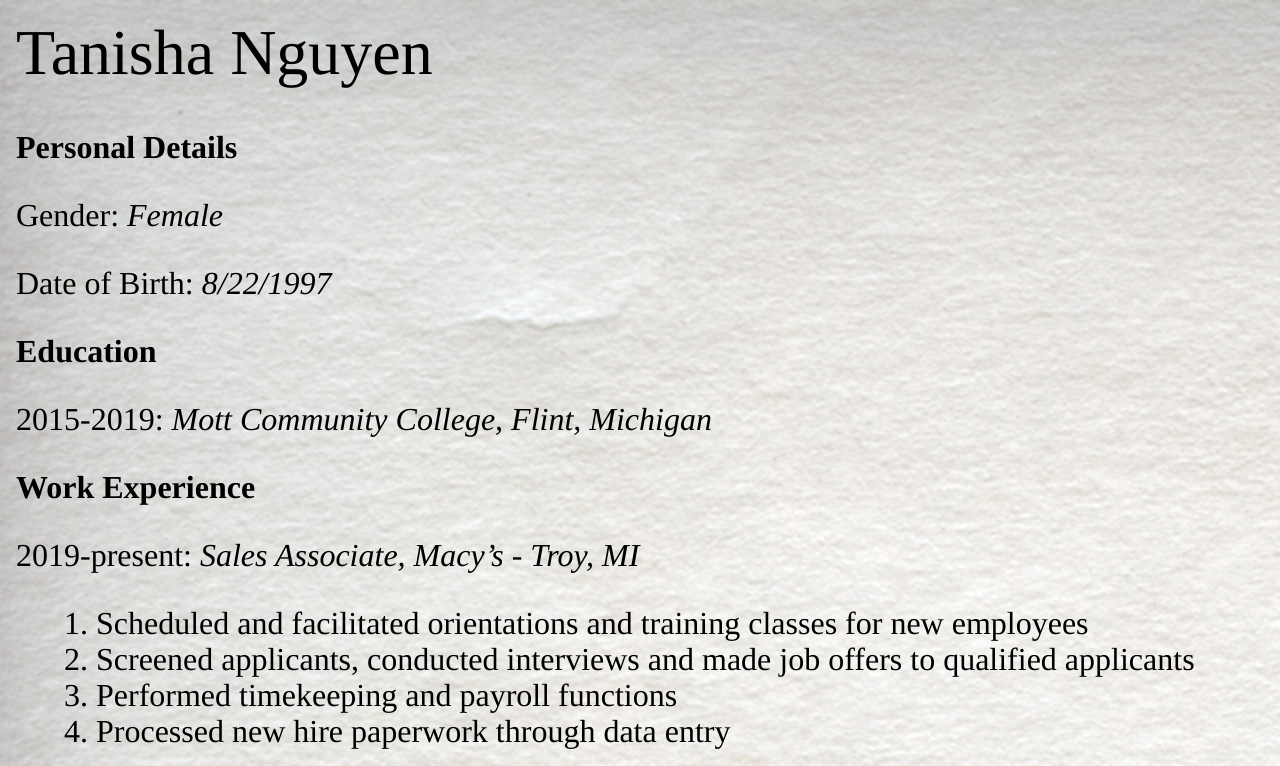 Tanisha Nguyen
Personal Details
Gender: Female
Date of Birth: 8/22/1997
Education
2015-2019: Mott Community College, Flint, Michigan
Work Experience
2019-present: Sales Associate, Macy’s - Troy, MI
1. Scheduled and facilitated orientations and training classes for new employees
2. Screened applicants, conducted interviews and made job offers to qualified applicants
3. Performed timekeeping and payroll functions
4. Processed new hire paperwork through data entry